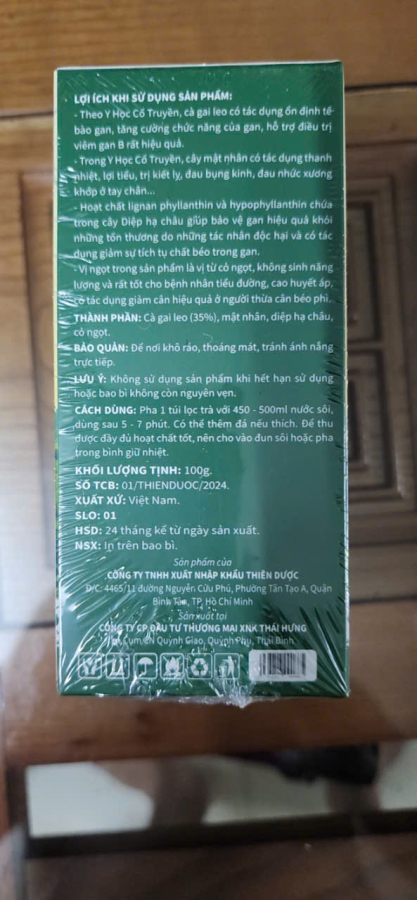 LỢI ÍCH KHI SỬ DỤNG SẢN PHẨM:
- Theo Y Học Cổ Truyền, cà gai leo có tác dụng ổn định tế
bào gan, tăng cường chức năng của gan, hỗ trợ điều trị
viêm gan B rất hiệu quả.
- Trong Y Học Cổ Truyền, cây mật nhân có tác dụng thanh
nhiệt, lợi tiểu, trị kiết lỵ, đau bụng kinh, đau nhức xương
khớp ở tay chân...
- Hoạt chất lignan phyllanthin và hypophyllanthin chứa
trong cây Diệp hạ châu giúp bảo vệ gan hiệu quả khỏi
những tổn thương do những tác nhân độc hại và có tác
dụng giảm sự tích tụ chất béo trong gan.
- Vị ngọt trong sản phẩm là vị từ cỏ ngọt, không sinh năng
lượng và rất tốt cho bệnh nhân tiểu đường, cao huyết áp,
có tác dụng giảm cân hiệu quả ở người thừa cân béo phì.
THÀNH PHẦN: Cà gai leo (35%), mật nhân, diệp hạ châu,
cỏ ngọt.
BẢO QUẢN: Để nơi khô ráo, thoáng mát, tránh ánh nắng
trực tiếp.
LƯU Ý: Không sử dụng sản phẩm khi hết hạn sử dụng
hoặc bao bì không còn nguyên vẹn.
CÁCH DÙNG: Pha 1 túi lọc trà với 450 - 500ml nước sôi,
dùng sau 5 - 7 phút. Có thể thêm đá nếu thích. Để thu
được đầy đủ hoạt chất tốt, nên cho vào đun sôi hoặc pha
trong bình giữ nhiệt.
KHỐI LƯỢNG TỊNH: 100g.
SỐ TCB: 01/THIENDUOC/2024.
XUẤT XỨ: Việt Nam.
SLO: 01
HSD: 24 tháng kể từ ngày sản xuất.
NSX: In trên bao bì.
Sản phẩm của
CÔNG TY TNHH XUẤT NHẬP KHẨU THIÊN DƯỢC
Đ/C: 4465/11 đường Nguyễn Cửu Phú, Phường Tân Tạo A, Quận
Bình Tân, TP. Hồ Chí Minh
Sản xuất tại
CÔNG TY CP ĐẦU TƯ THƯƠNG MẠI XNK THÁI HƯNG
Cụm CN Quỳnh Giao, Quỳnh Phụ, Thái Bình